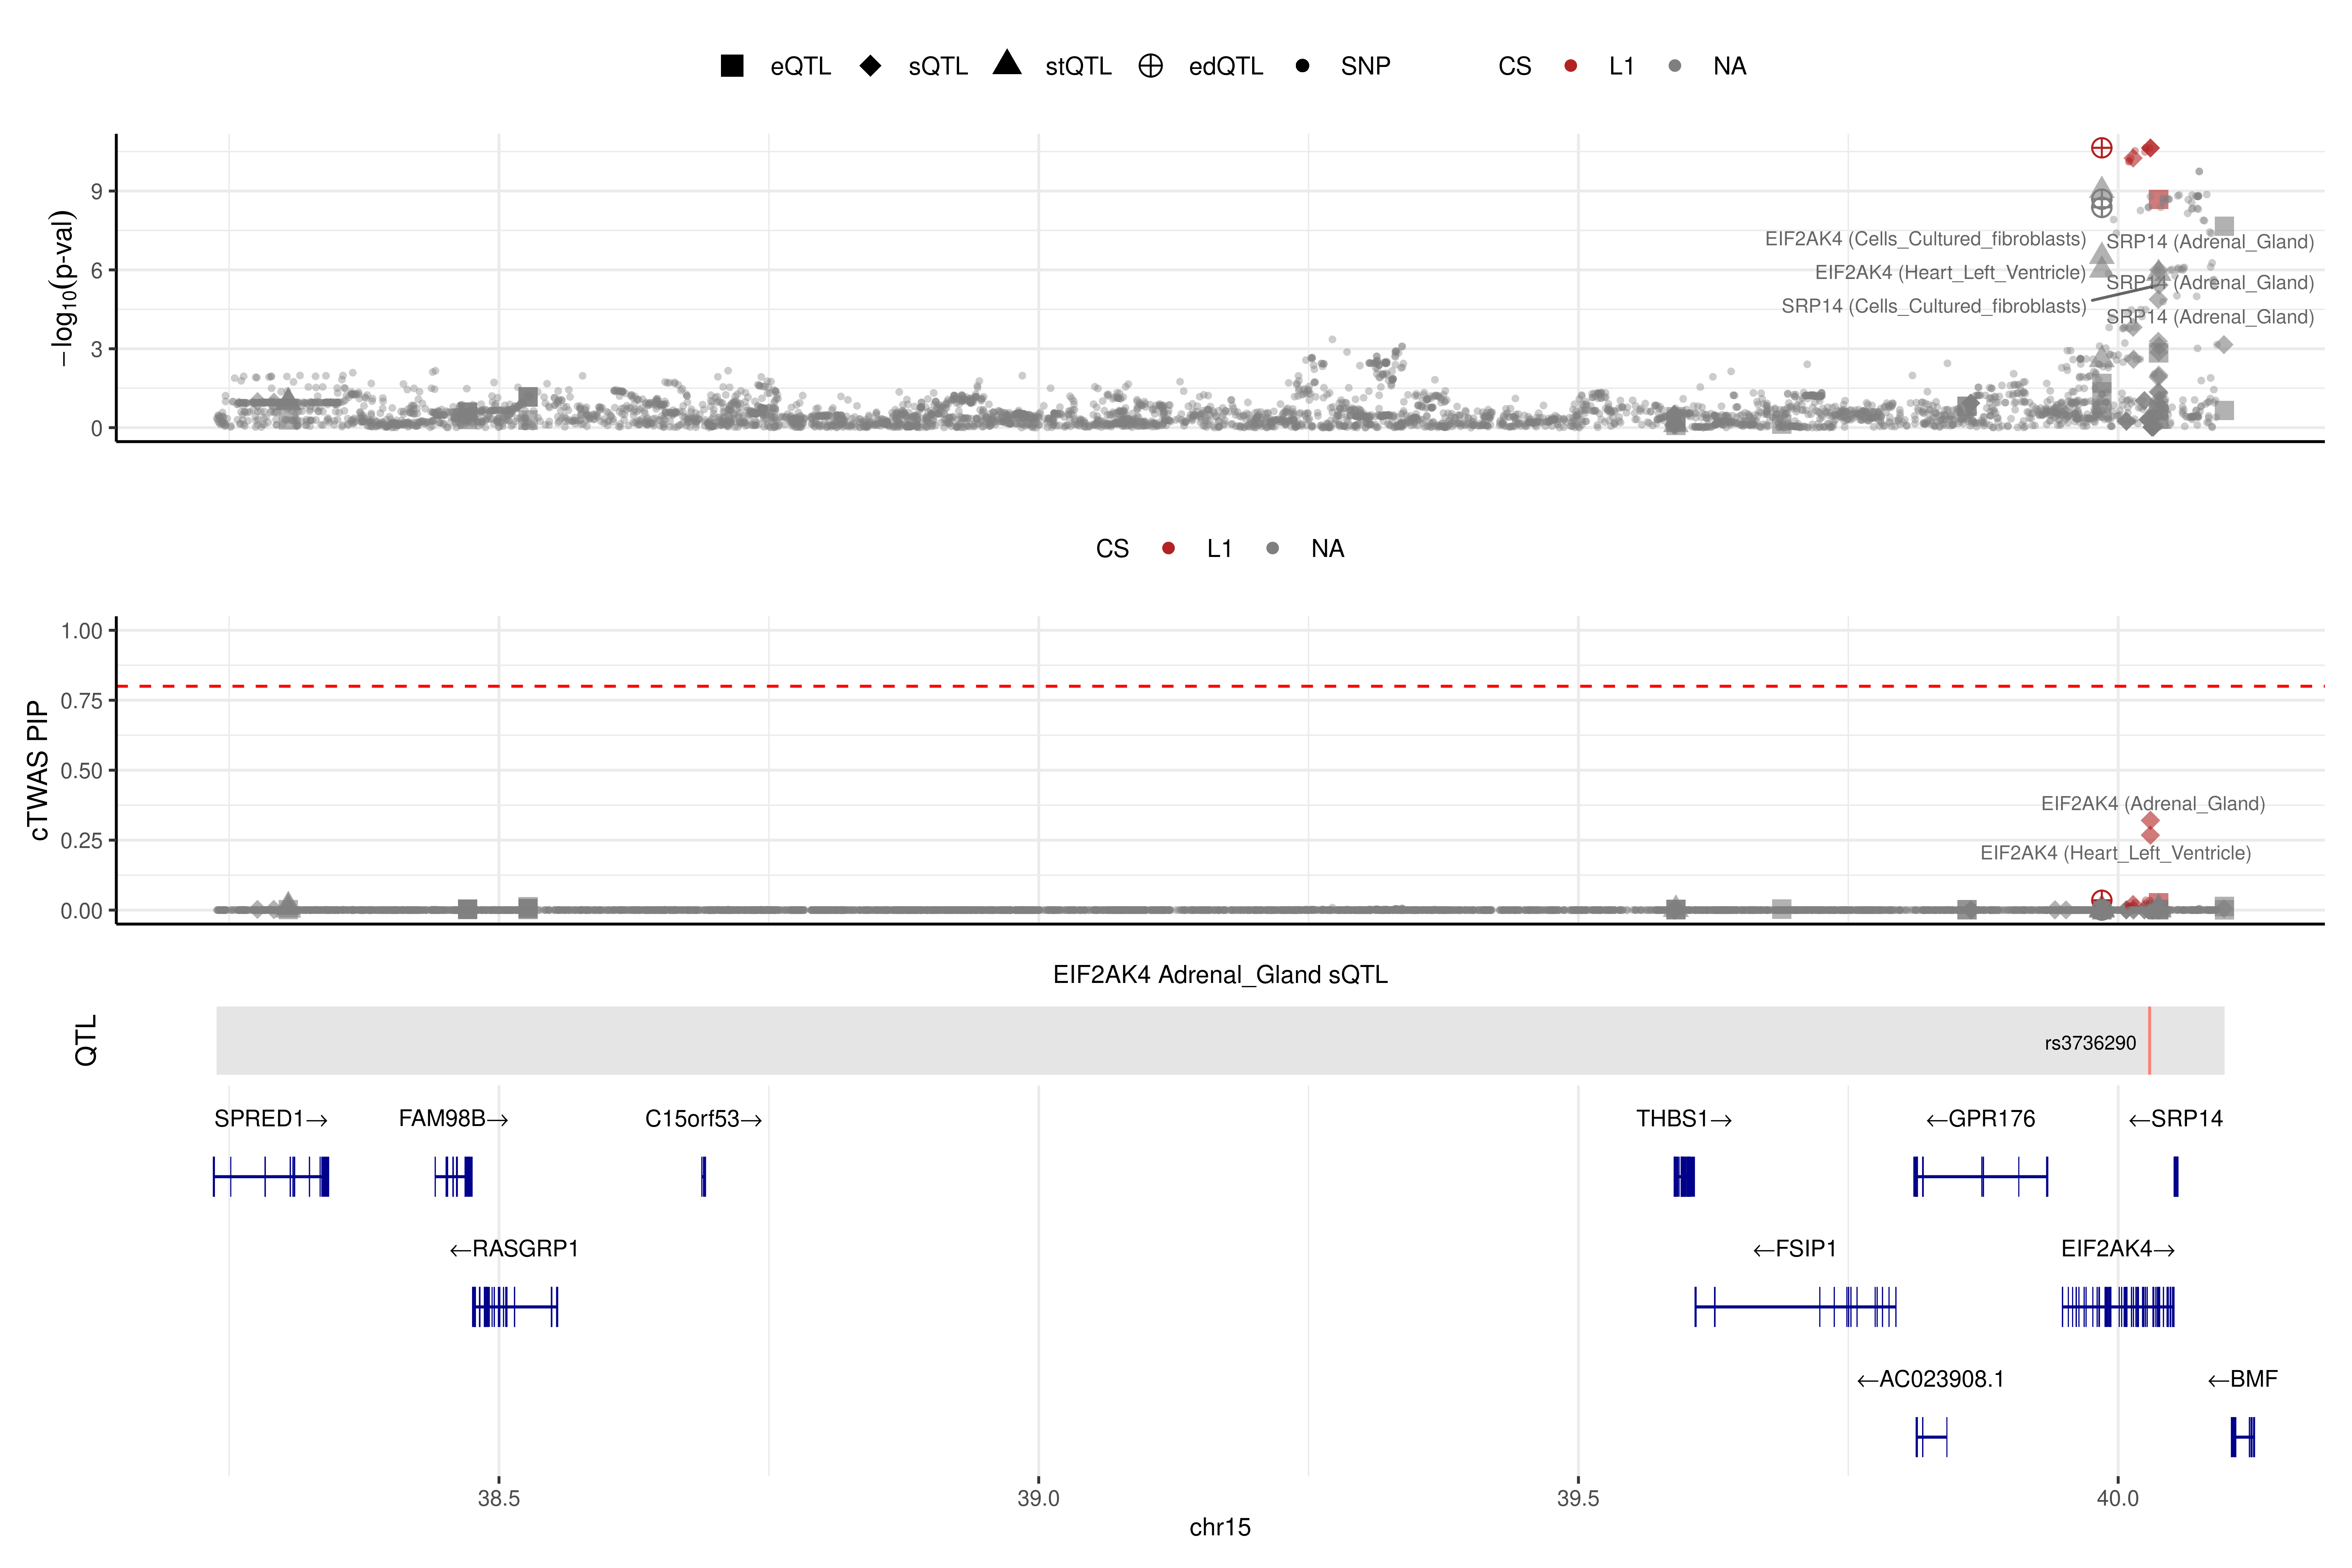 eQTL sQTL stQTL edQTL SNP CS L1 NA
−log10(p-val)
9
6
3
0
EIF2AK4 (Cells_Cultured_fibroblasts)
SRP14 (Adrenal_Gland)
EIF2AK4 (Heart_Left_Ventricle)
SRP14 (Adrenal_Gland)
SRP14 (Cells_Cultured_fibroblasts)
SRP14 (Adrenal_Gland)
CS L1 NA
cTWAS PIP
1.00
0.75
0.50
0.25
0.00
EIF2AK4 (Adrenal_Gland)
EIF2AK4 (Heart_Left_Ventricle)
EIF2AK4 Adrenal_Gland sQTL
QTL
rs3736290
SPRED1→ FAM98B→ C15orf53→ THBS1→ ←GPR176 ←SRP14
←RASGRP1 ←FSIP1 EIF2AK4→
←AC023908.1 ←BMF
38.5 39.0 39.5 40.0
chr15